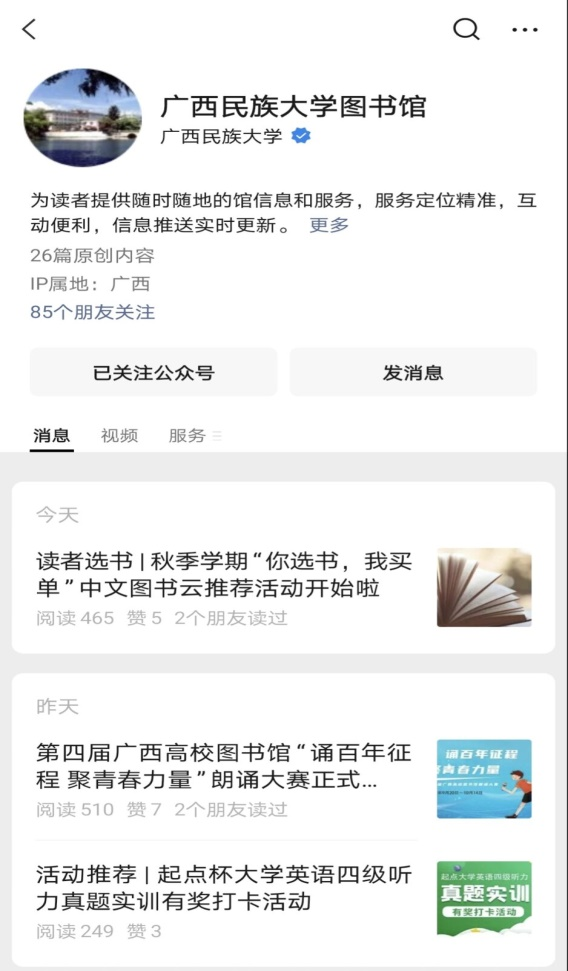 广西民族大学图书馆
广西民族大学
为读者提供随时随地的馆信息和服务，服务定位精准，互
动便利，信息推送实时更新。 更多
26篇原创内容
IP属地：广西
85个朋友关注
已关注公众号
发消息
消息 视频 服务
今天
读者选书 | 秋季学期“你选书，我买
单”中文图书云推荐活动开始啦
阅读 465 赞 5 2个朋友读过
昨天
第四届广西高校图书馆“诵百年征
程 聚青春力量”朗诵大赛正式...
阅读 510 赞 7 2个朋友读过
诵百年征程
聚青春力量
活动推荐 | 起点杯大学英语四级听
力真题实训有奖打卡活动
阅读 249 赞 3
起点大学英语四级听力
真题实训
有奖打卡活动